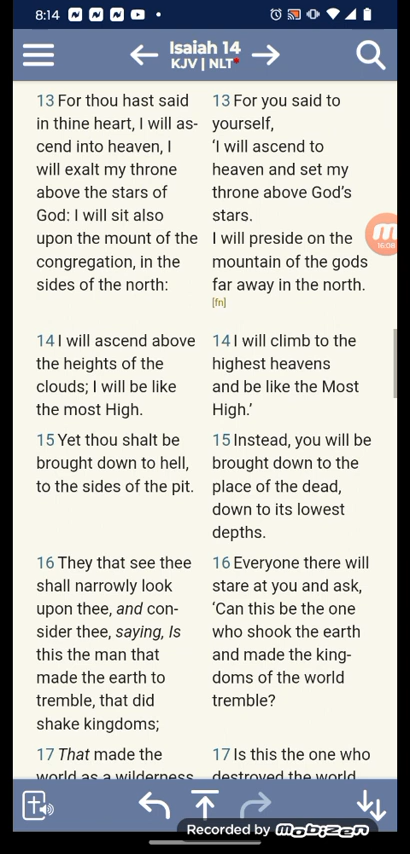 8:14
Isaiah 14
KJV | NLT
13 For thou hast said
in thine heart, I will as-
cend into heaven, I
will exalt my throne
above the stars of
God: I will sit also
upon the mount of the
congregation, in the
sides of the north:
13 For you said to
yourself,
‘I will ascend to
heaven and set my
throne above God’s
stars.
I will preside on the
mountain of the gods
far away in the north.
[fn]
16:08
14 I will ascend above
the heights of the
clouds; I will be like
the most High.
14 I will climb to the
highest heavens
and be like the Most
High.’
15 Yet thou shalt be
brought down to hell,
to the sides of the pit.
15 Instead, you will be
brought down to the
place of the dead,
down to its lowest
depths.
16 They that see thee
shall narrowly look
upon thee, and con-
sider thee, saying, Is
this the man that
made the earth to
tremble, that did
shake kingdoms;
16 Everyone there will
stare at you and ask,
‘Can this be the one
who shook the earth
and made the king-
doms of the world
tremble?
17 That made the
world as a wilderness
17 Is this the one who
destroyed the world
Recorded by mobizen